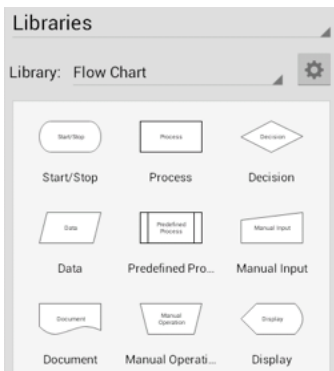 Libraries
Library: Flow Chart
Start/Stop Process Decision
Start/Stop Process Decision
Data Predefined Process Manual Input
Data Predefined Pro... Manual Input
Document Manual Operation Display
Document Manual Operati... Display